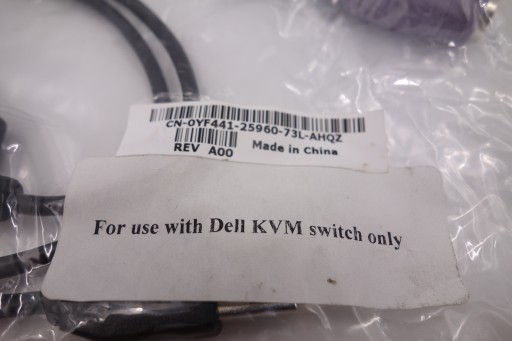 CN-0YF441-25960-73L-AHQZ
REV A00 Made in China
For use with Dell KVM switch only